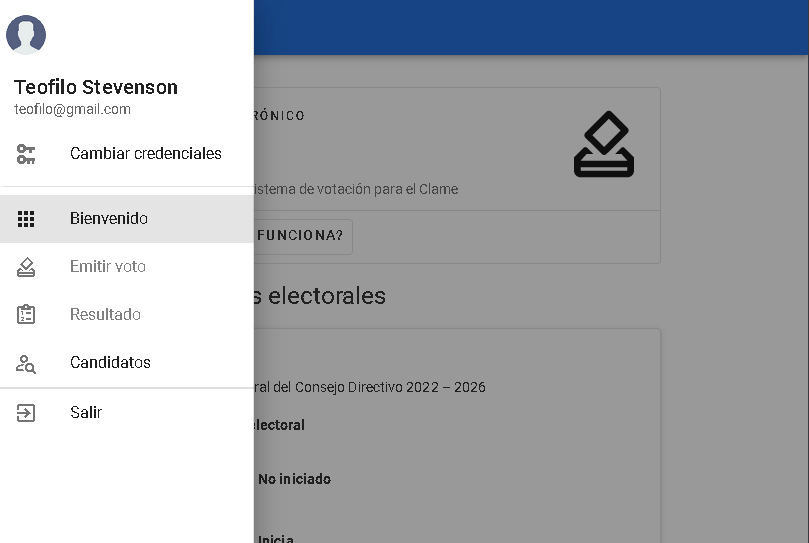 Teofilo Stevenson
teofilo@gmail.com
Cambiar credenciales
Bienvenido
Emitir voto
Resultado
Candidatos
Salir
RÓNICO
istema de votación para el Clame
FUNCIONA?
s electorales
ral del Consejo Directivo 2022 – 2026
electoral
No iniciado
Inicia